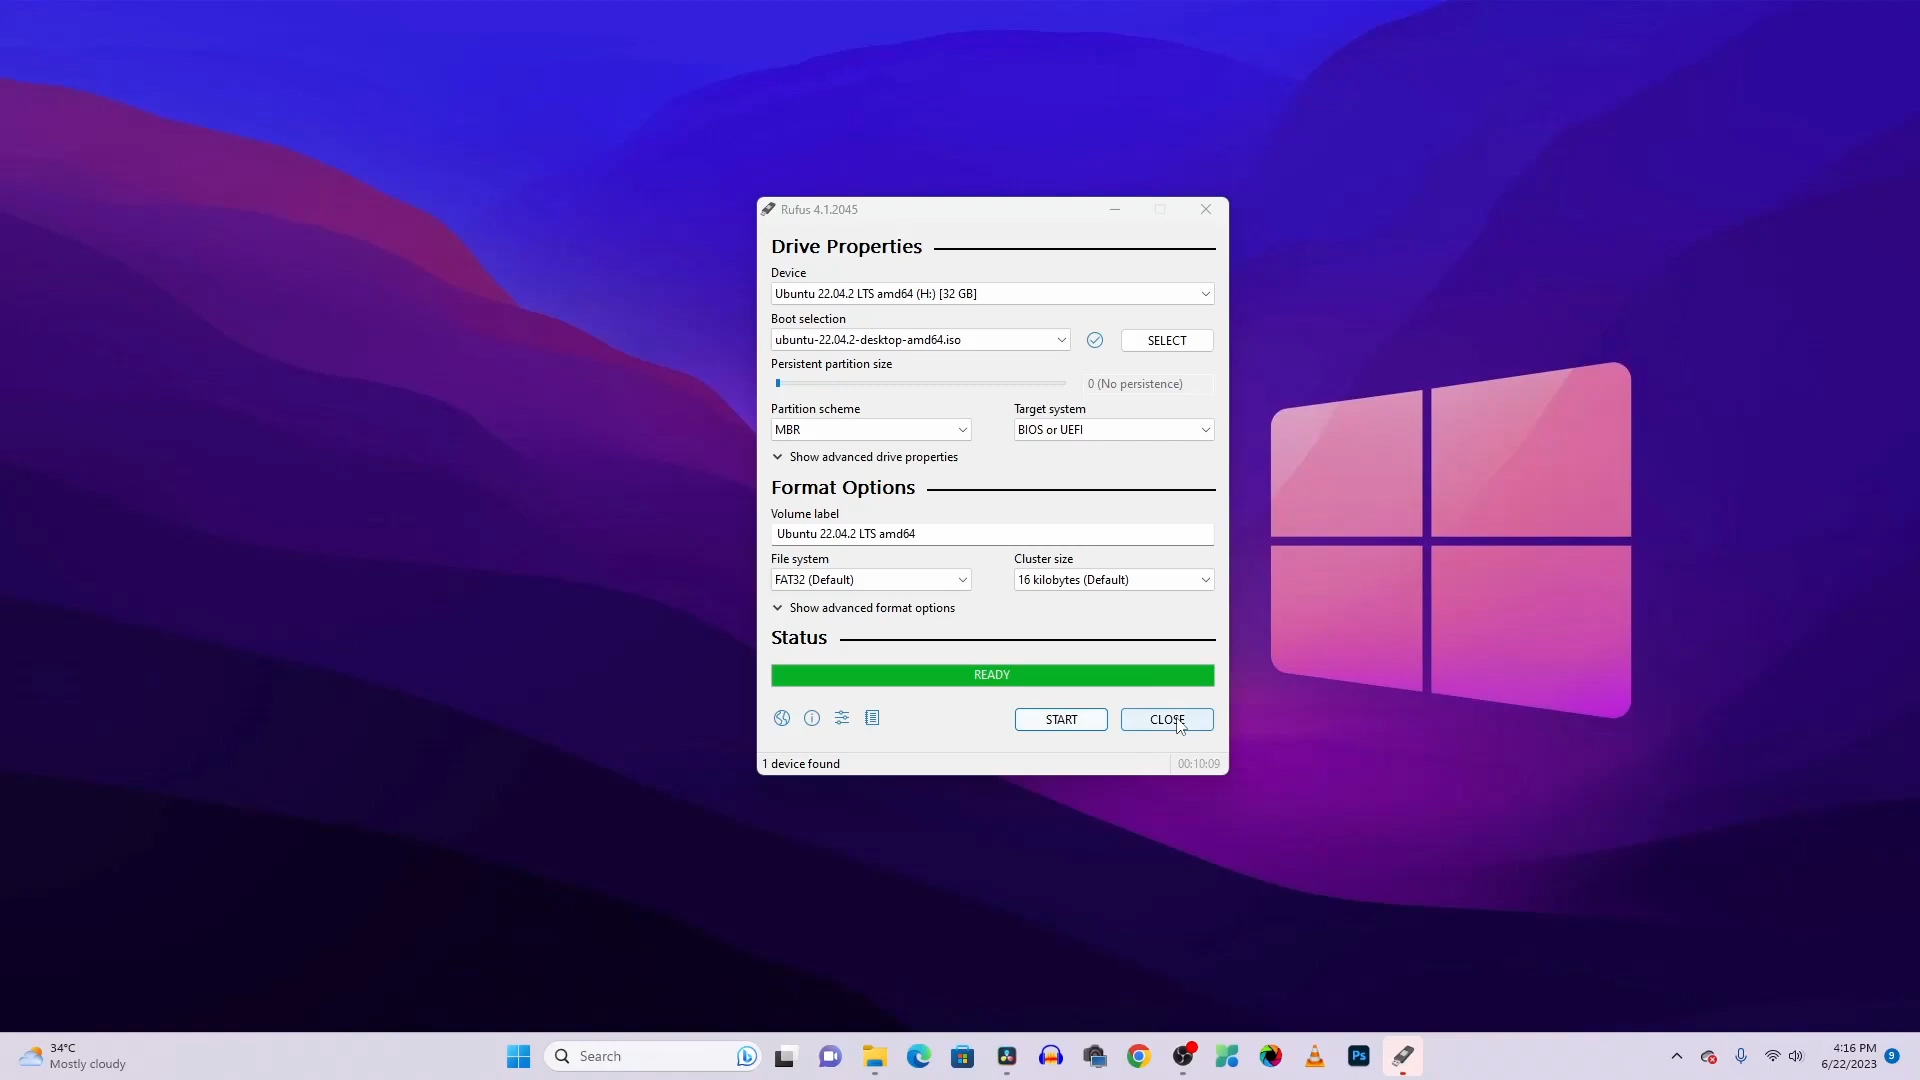 Rufus 4.1.2045
Drive Properties
Device
Ubuntu 22.04.2 LTS amd64 (H:) [32 GB]
Boot selection
ubuntu-22.04.2-desktop-amd64.iso
SELECT
Persistent partition size
0 (No persistence)
Partition scheme
Target system
MBR
BIOS or UEFI
Show advanced drive properties
Format Options
Volume label
Ubuntu 22.04.2 LTS amd64
File system
Cluster size
FAT32 (Default)
16 kilobytes (Default)
Show advanced format options
Status
READY
START
CLOSE
1 device found
00:10:09
34°C
Mostly cloudy
Search
Ps
4:16 PM
6/22/2023
9